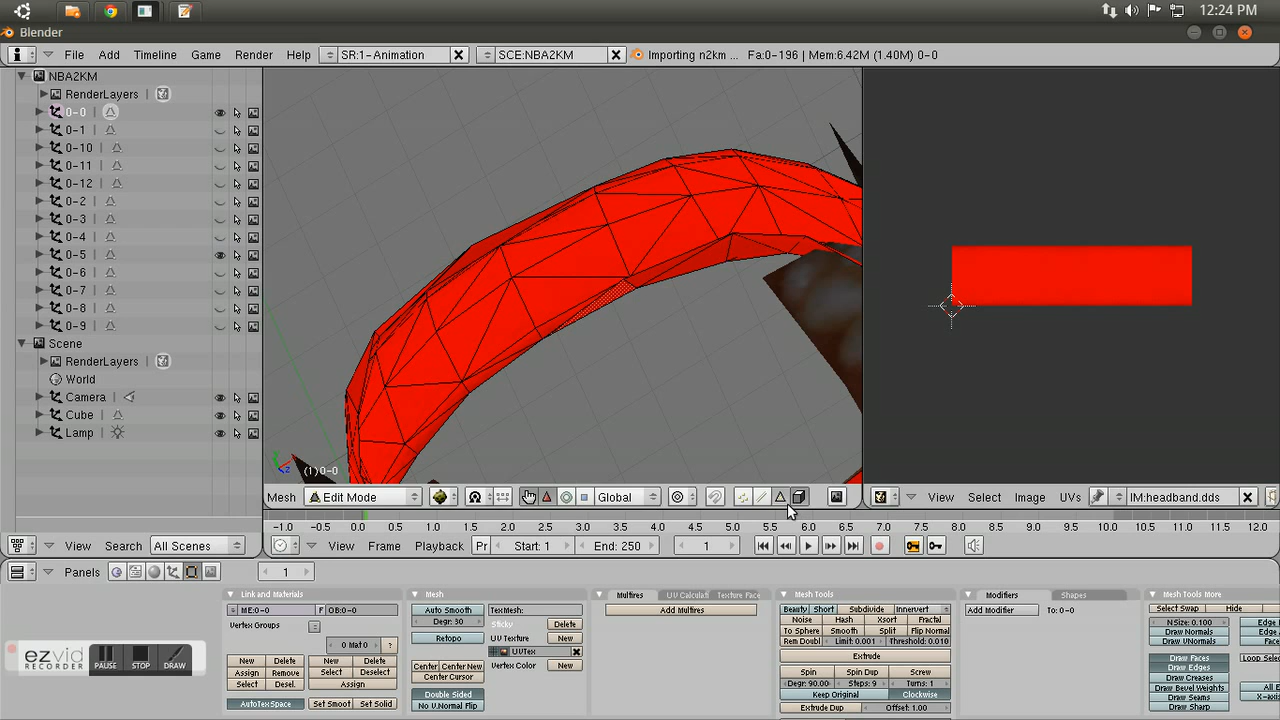 12:24 PM
Blender
File Add Timeline Game Render Help SR:1-Animation SCE:NBA2KM Importing n2km ... Fa:0-196 | Mem:6.42M (1.40M) 0-0
NBA2KM
RenderLayers
0-0
0-1
0-10
0-11
0-12
0-2
0-3
0-4
0-5
0-6
0-7
0-8
0-9
Scene
RenderLayers
World
Camera
Cube
Lamp
(1) 0-0
Mesh Edit Mode Global
View Select Image UVs IM:headband.dds
-1.0 -0.5 0.0 0.5 1.0 1.5 2.0 2.5 3.0 3.5 4.0 4.5 5.0 5.5 6.0 6.5 7.0 7.5 8.0 8.5 9.0 9.5 10.0 10.5 11.0 11.5 12.0
View Search All Scenes
View Frame Playback Pr Start: 1 End: 250 1
Panels 1
Link and Materials
ME:0-0 F OB:0-0
Vertex Groups
0 Mat 0 ?
New Delete New Delete
Assign Remove Select Deselect
Select Desel. Assign
AutoTexSpace Set Smoot Set Solid
Mesh
Auto Smooth
Degr: 30
Retopo
Center Center New
Center Cursor
Double Sided
No V.Normal Flip
TexMesh:
Sticky Delete
UV Texture New
UVTex
Vertex Color New
Multires UV Calculati Texture Face
Add Multires
Mesh Tools
Beauty Short Subdivide Innervert
Noise Hash Xsort Fractal
To Sphere Smooth Split Flip Normal
Rem Doubl Limit: 0.001 Threshold: 0.010
Extrude
Spin Spin Dup Screw
Degr: 90.00 Steps: 9 Turns: 1
Keep Original Clockwise
Extrude Dup Offset: 1.00
Modifiers Shapes
Add Modifier To: 0-0
Mesh Tools More
Select Swap Hide
NSize: 0.100
Draw Normals
Draw VNormals
Draw Faces
Draw Edges
Draw Creases
Draw Bevel Weights
Draw Seams
Draw Sharp
Edge
Edge
Loop Selec
All E
X-axis
ezvid
RECORDER
PAUSE STOP DRAW